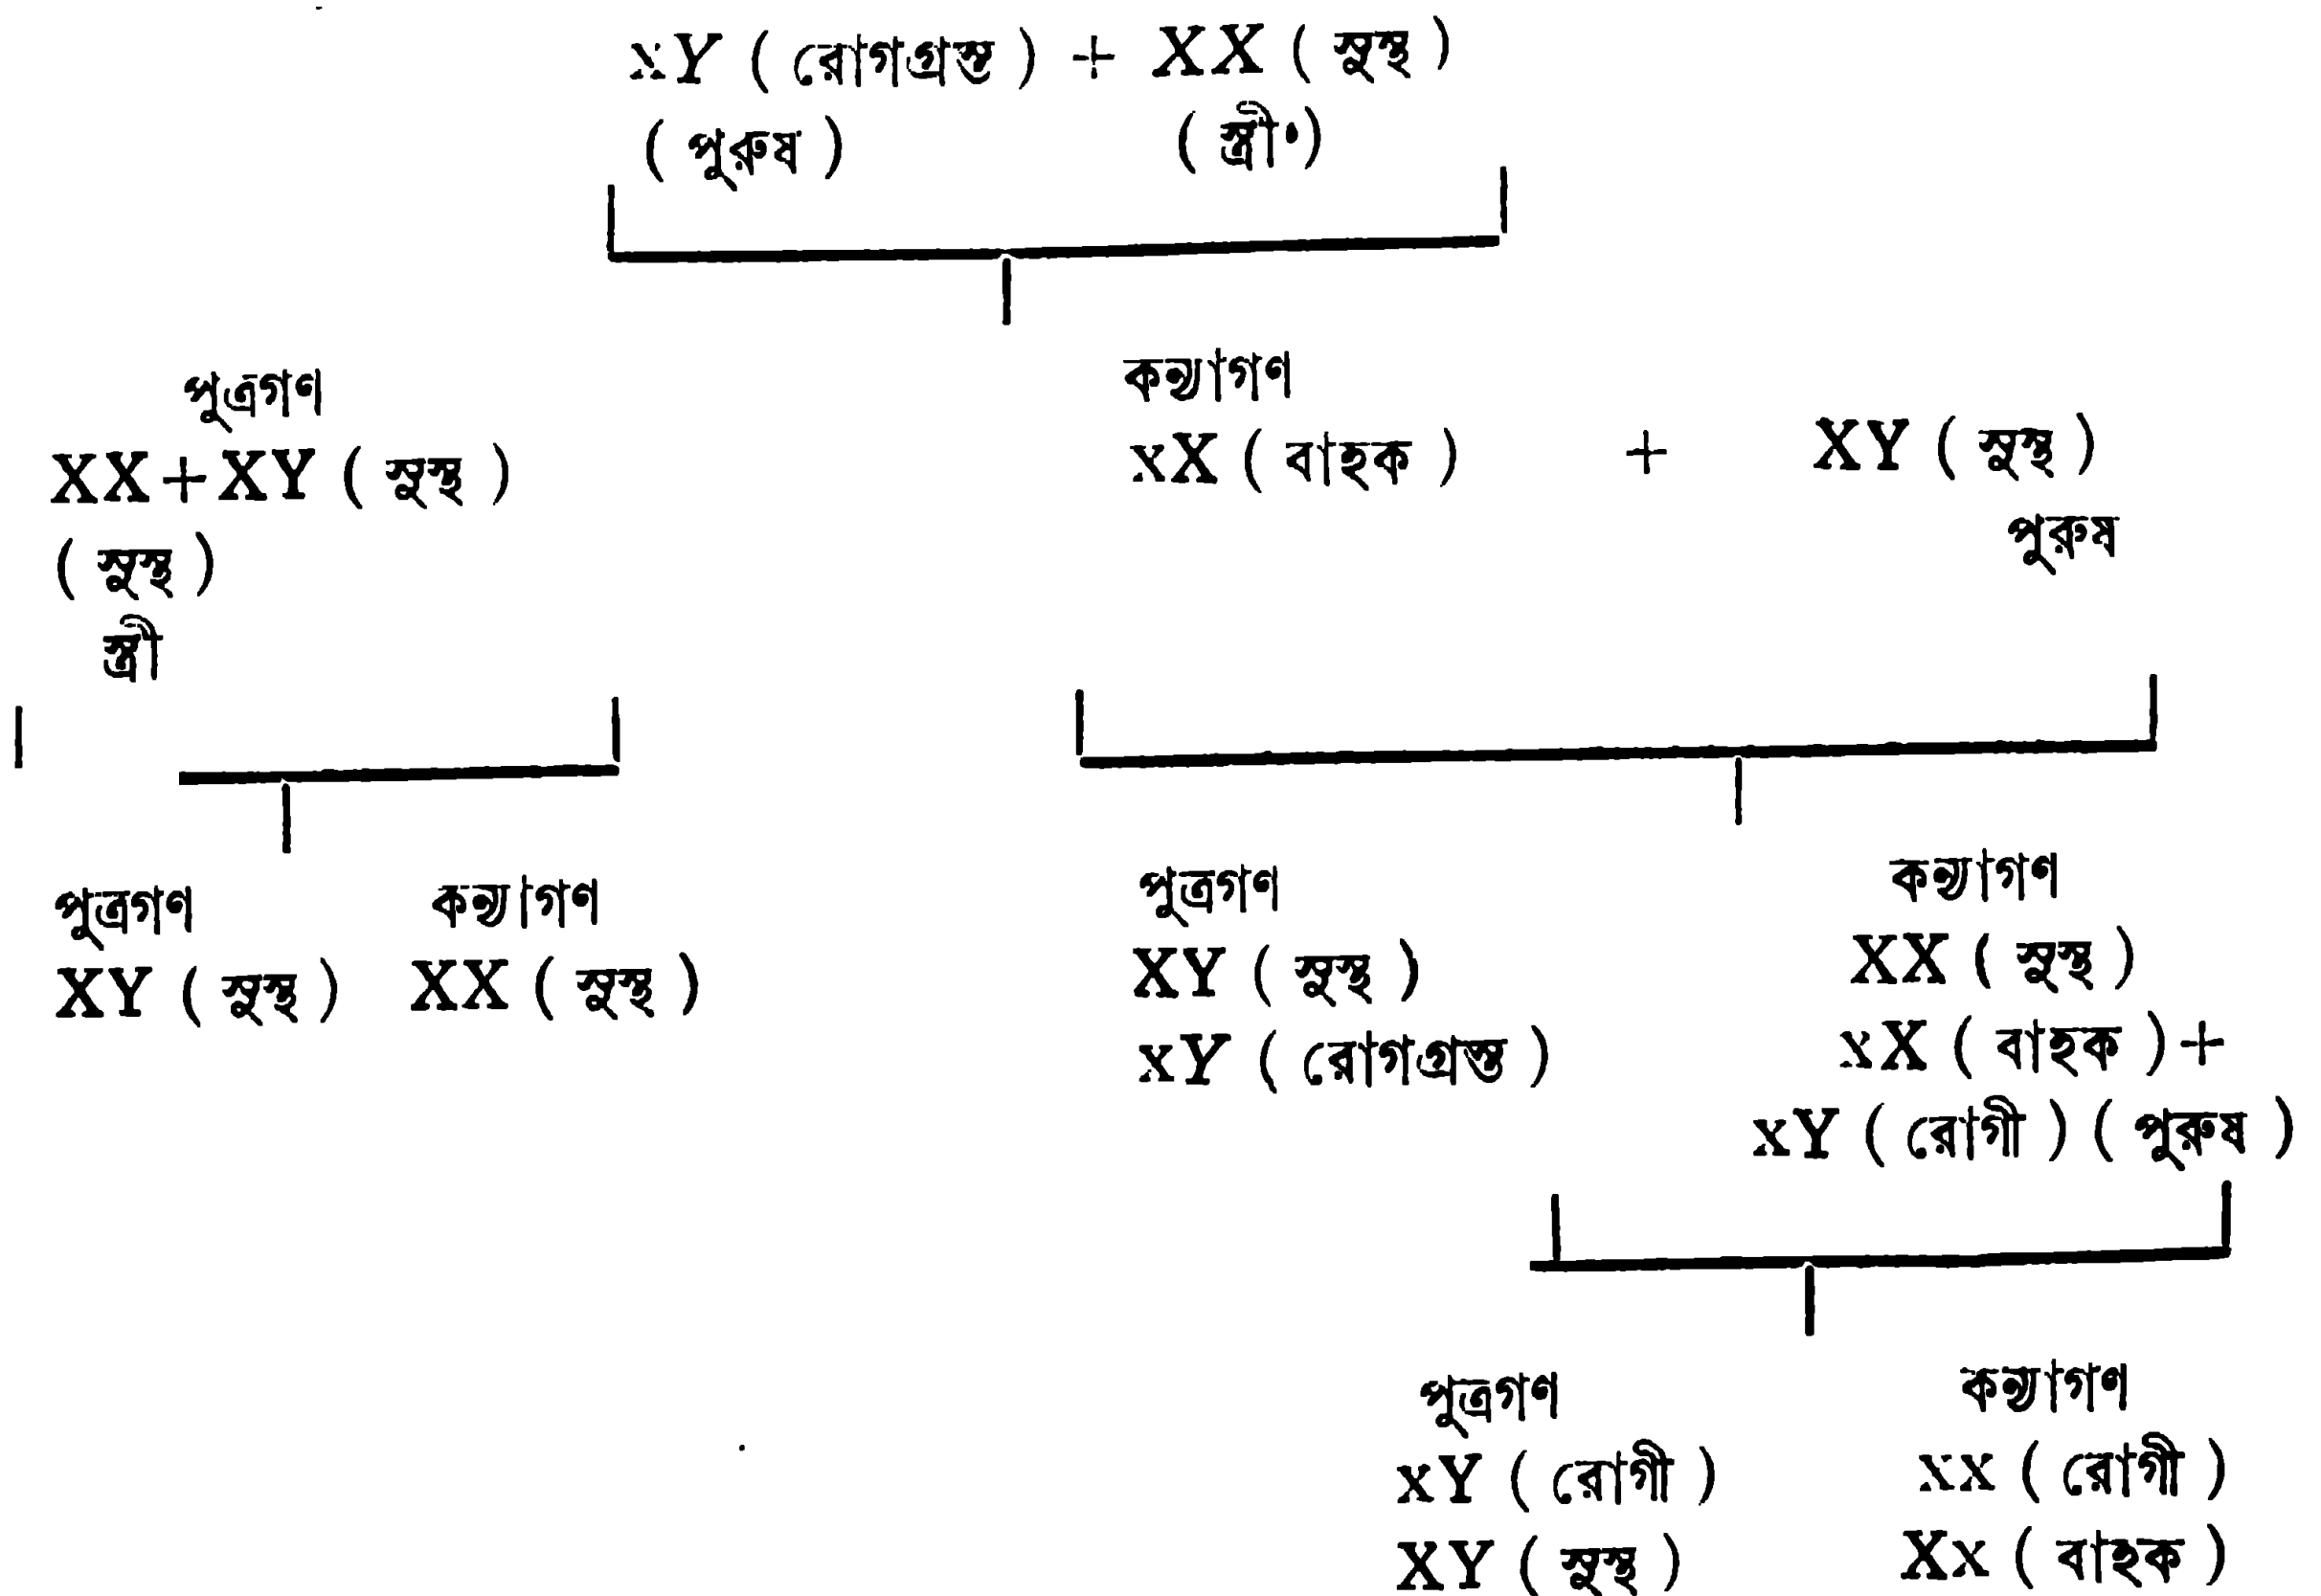 xY ( রোগগ্রস্ত ) + XX ( সুস্থ )
( পুরুষ ) ( স্ত্রী )
পুত্রগণ কন্যাগণ
XX+XY ( সুস্থ ) xX ( বাহক ) + XY ( সুস্থ )
( সুস্থ ) পুরুষ
স্ত্রী
পুত্রগণ কন্যাগণ পুত্রগণ কন্যাগণ
XY ( সুস্থ ) XX ( সুস্থ ) XY ( সুস্থ ) XX ( সুস্থ )
xY ( রোগগ্রস্ত ) xX ( বাহক )+
xY ( রোগী ) ( পুরুষ )
পুত্রগণ কন্যাগণ
xY ( রোগী ) xx ( রোগী )
XY ( সুস্থ ) Xx ( বাহক )